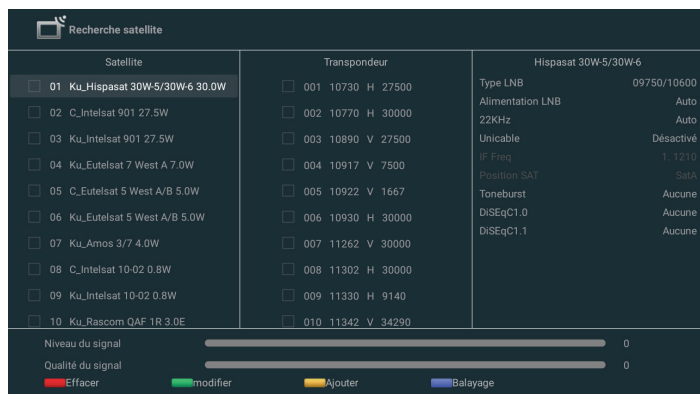 Recherche satellite
Satellite
01 Ku_Hispasat 30W-5/30W-6 30.0W
02 C_Intelsat 901 27.5W
03 Ku_Intelsat 901 27.5W
04 Ku_Eutelsat 7 West A 7.0W
05 C_Eutelsat 5 West A/B 5.0W
06 Ku_Eutelsat 5 West A/B 5.0W
07 Ku_Amos 3/7 4.0W
08 C_Intelsat 10-02 0.8W
09 Ku_Intelsat 10-02 0.8W
10 Ku_Rascom QAF 1R 3.0E
Transpondeur
001 10730 H 27500
002 10770 H 30000
003 10890 V 27500
004 10917 V 7500
005 10922 V 1667
006 10930 H 30000
007 11262 V 30000
008 11302 H 30000
009 11330 H 9140
010 11342 V 34290
Hispasat 30W-5/30W-6
Type LNB 09750/10600
Alimentation LNB Auto
22KHz Auto
Unicable Désactivé
IF Freq 1. 1210
Position SAT SatA
Toneburst Aucune
DiSEqC1.0 Aucune
DiSEqC1.1 Aucune
Niveau du signal 0
Qualité du signal 0
Effacer modifier Ajouter Balayage